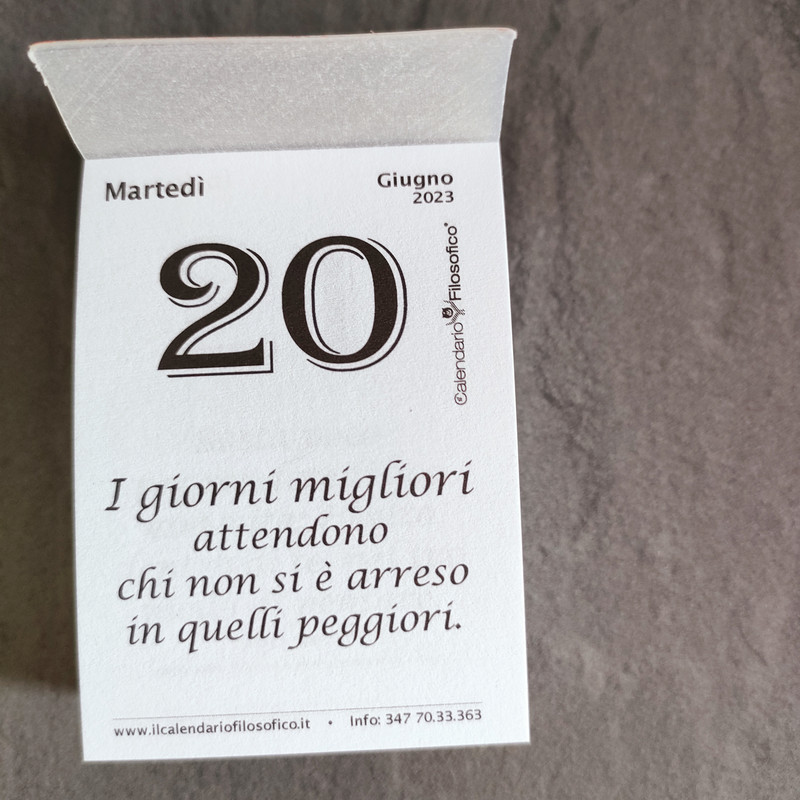 Martedì
Giugno
2023
20
Calendario Filosofico
I giorni migliori
attendono
chi non si è arreso
in quelli peggiori.
www.ilcalendariofilosofico.it • Info: 347 70.33.363